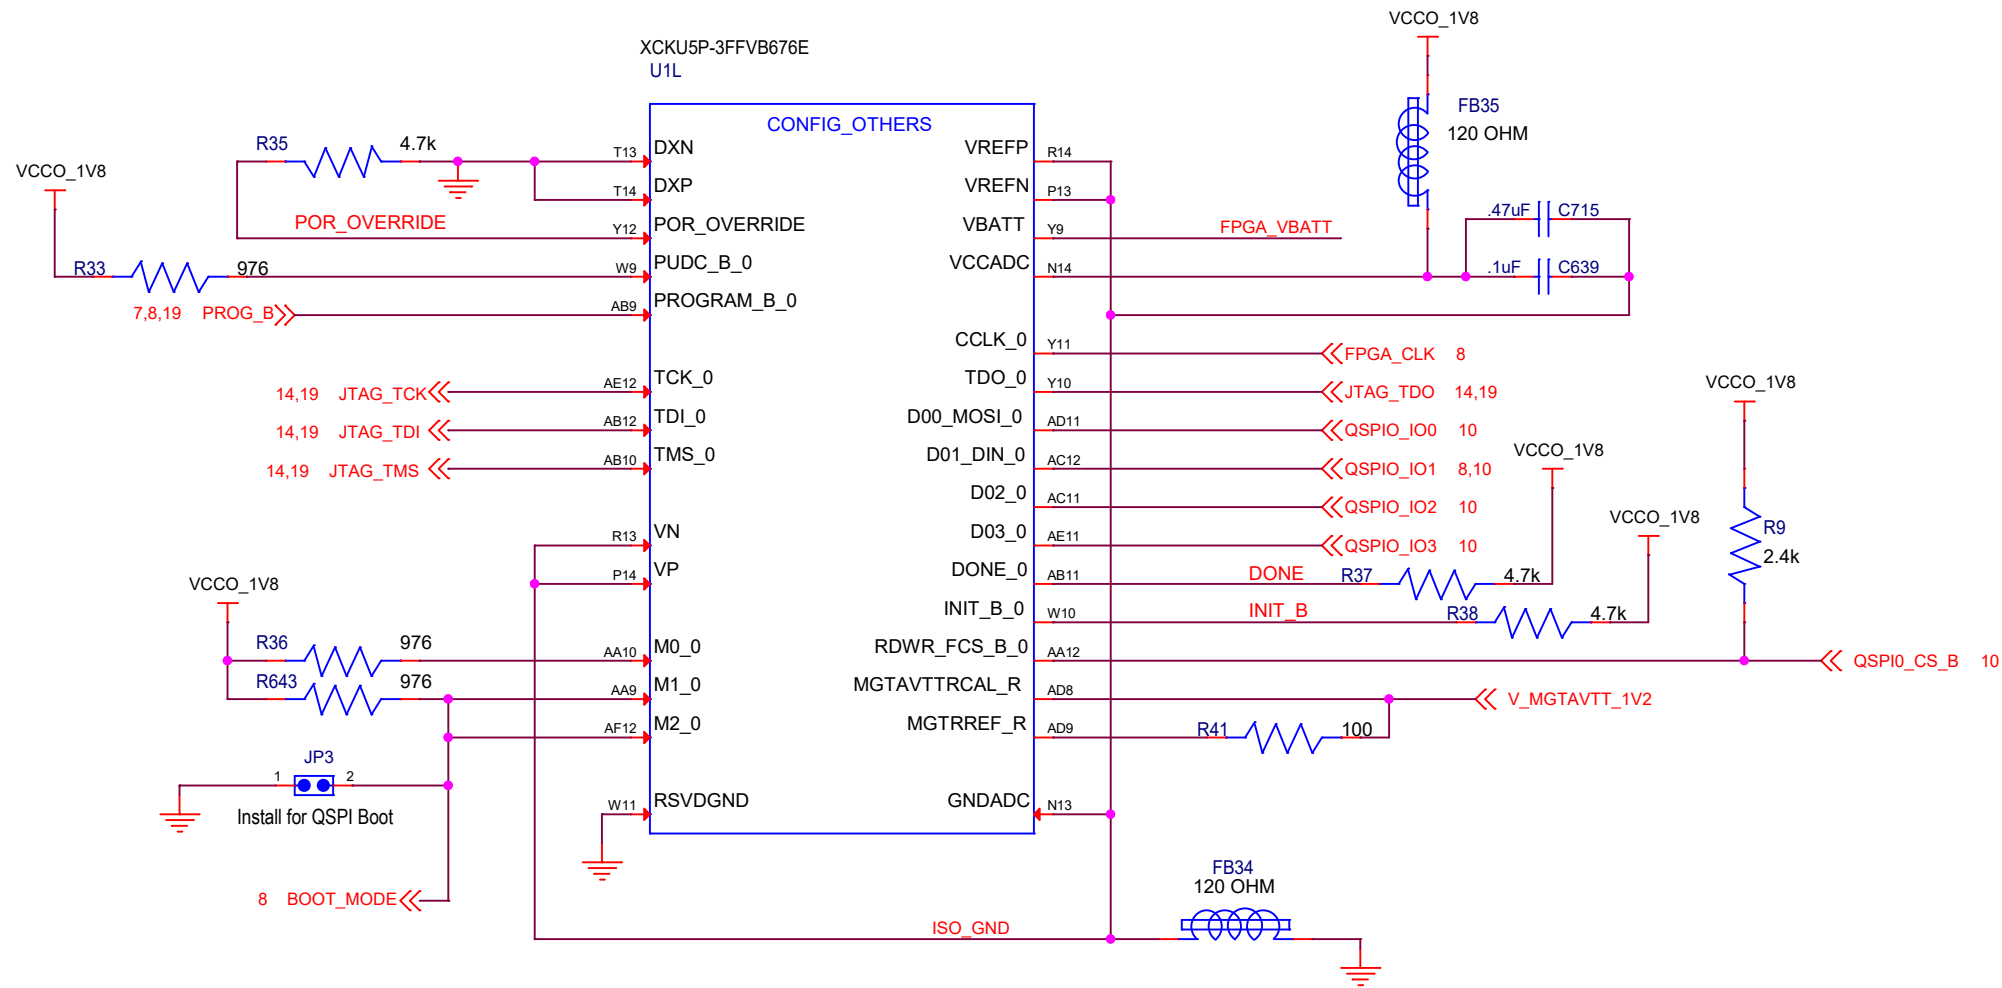 VCCO_1V8
XCKU5P-3FFVB676E
U1L
FB35
120 OHM
CONFIG_OTHERS
R35 4.7k
VCCO_1V8
T13 DXN
T14 DXP
POR_OVERRIDE
Y12 POR_OVERRIDE
R33 976
W9 PUDC_B_0
7,8,19 PROG_B
AB9 PROGRAM_B_0
VREFP R14
VREFN P13
VBATT Y9 FPGA_VBATT
VCCADC N14
.47uF C715
.1uF C639
14,19 JTAG_TCK AE12 TCK_0
14,19 JTAG_TDI AB12 TDI_0
14,19 JTAG_TMS AB10 TMS_0
CCLK_0 Y11 FPGA_CLK 8
TDO_0 Y10 JTAG_TDO 14,19
D00_MOSI_0 AD11 QSPIO_IO0 10
D01_DIN_0 AC12 QSPIO_IO1 8,10
D02_0 AC11 QSPIO_IO2 10
D03_0 AE11 QSPIO_IO3 10
VCCO_1V8
VCCO_1V8
VCCO_1V8
R9
2.4k
R13 VN
P14 VP
DONE_0 AB11 DONE R37 4.7k
INIT_B_0 W10 INIT_B R38 4.7k
RDWR_FCS_B_0 AA12 QSPI0_CS_B 10
VCCO_1V8
R36 976 AA10 M0_0
R643 976 AA9 M1_0
AF12 M2_0
MGTAVTTRCAL_R AD8 V_MGTAVTT_1V2
MGTRREF_R AD9 R41 100
JP3
1 2
Install for QSPI Boot
W11 RSVDGND
GNDADC N13
8 BOOT_MODE
FB34
120 OHM
ISO_GND